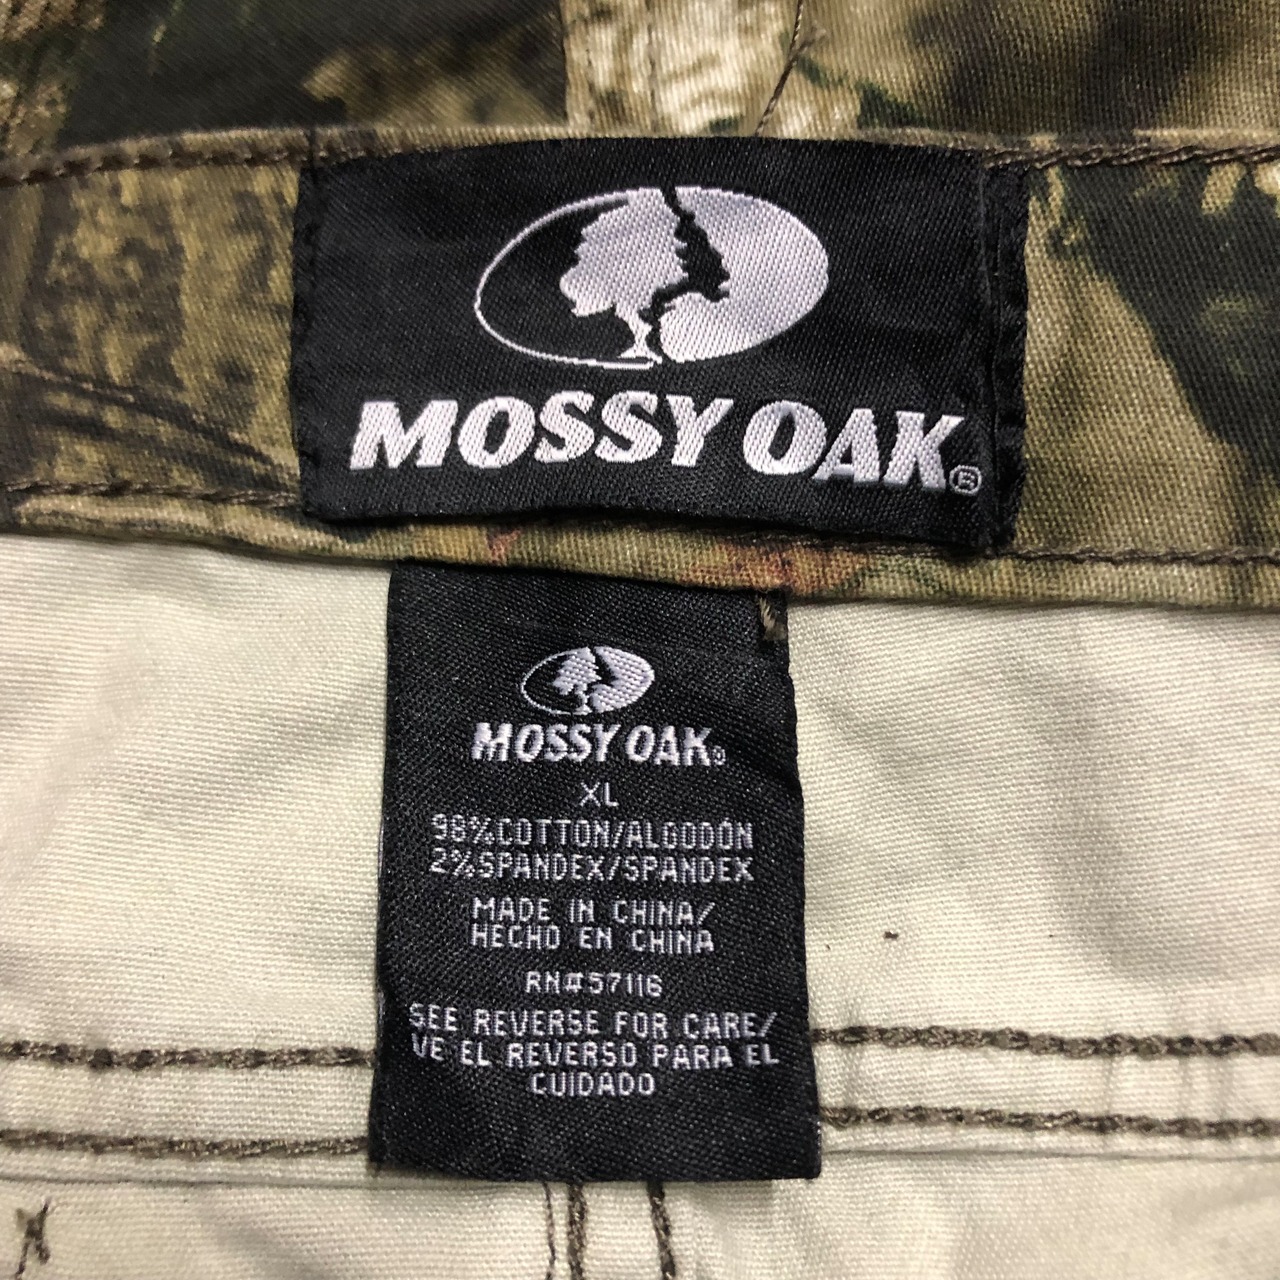 MOSSY OAK®
MOSSY OAK®
XL
98%COTTON/ALGODÓN
2%SPANDEX/SPANDEX
MADE IN CHINA/
HECHO EN CHINA
RN#57116
SEE REVERSE FOR CARE/
VE EL REVERSO PARA EL
CUIDADO